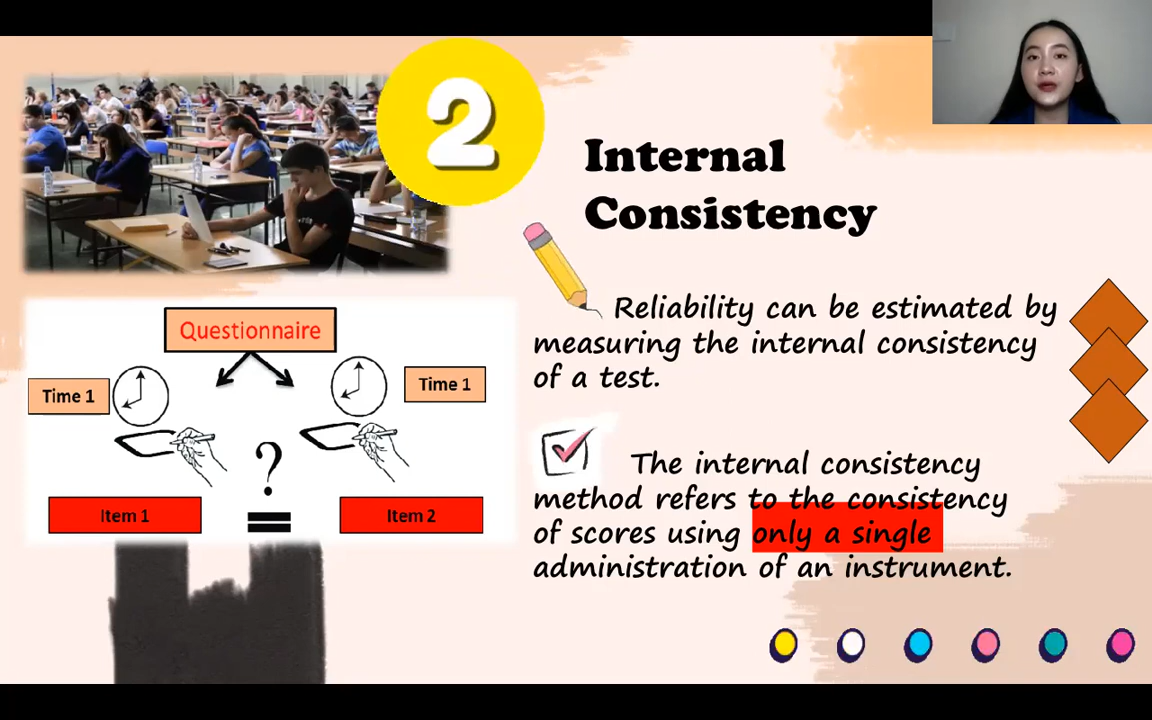 2
Internal
Consistency
Reliability can be estimated by
measuring the internal consistency
of a test.
The internal consistency
method refers to the consistency
of scores using only a single
administration of an instrument.
Questionnaire
Time 1
Time 1
?
=
Item 1
Item 2